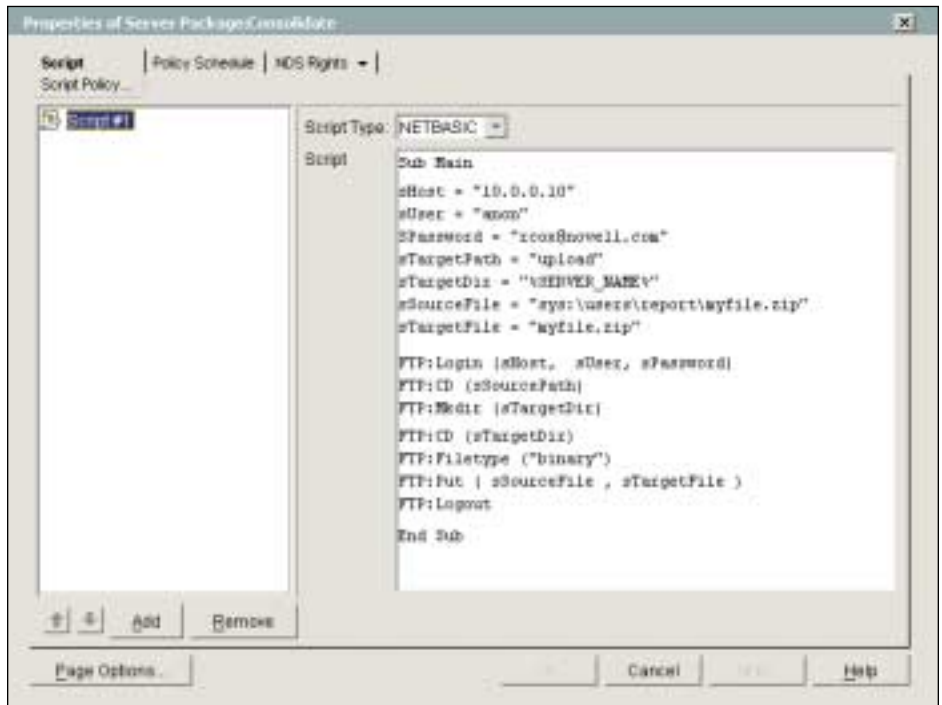 Properties of Server Package:Consolidate
Script
Policy Schedule
NDS Rights
Script Policy...
Script #1
Script Type: NETBASIC
Script
Sub Main
sHost = "10.0.0.10"
sUser = "anon"
SPassword = "rcox@novell.com"
sTargetPath = "upload"
sTargetDir = "%SERVER_NAME%"
sSourceFile = "sys:\users\report\myfile.zip"
sTargetFile = "myfile.zip"
FTP:Login (sHost, sUser, sPassword)
FTP:CD (sSourcePath)
FTP:Mkdir (sTargetDir)
FTP:CD (sTargetDir)
FTP:Filetype ("binary")
FTP:Put ( sSourceFile , sTargetFile )
FTP:Logout
End Sub
Add
Remove
Page Options...
Cancel
Help